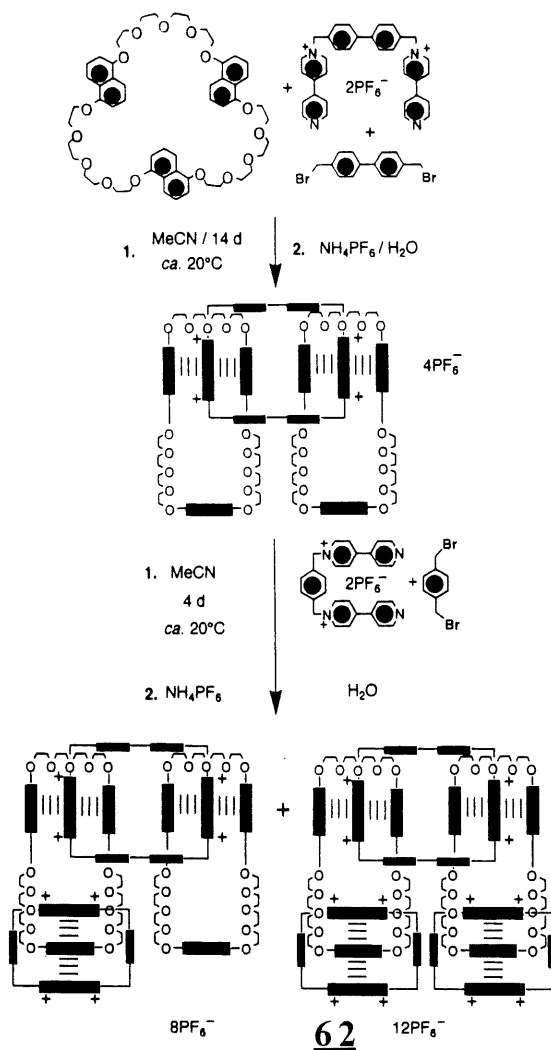 O O O
O O
N+ +N
+ 2PF6−
O O
N N
O O
+
O O
O O
Br Br
O O O O
1. MeCN / 14 d
ca. 20°C
2. NH4PF6 / H2O
O O O O O O O O O O
+ +
4PF6−
+ +
O O O O
O O O O
O O O O
O O O O
O O O O
1. MeCN
4 d
ca. 20°C
+
N N
2PF6− +
N N
+
Br
Br
2. NH4PF6 H2O
O O O O O O O O O O + O O O O O O O O O O
+ + + +
+ + + +
O O O O O O O O
+ + + + + +
O O O O O O O O
O O O O O O O O
O O O O O O O O
O O O O O O O O
+ + + + + +
8PF6− 62 12PF6−